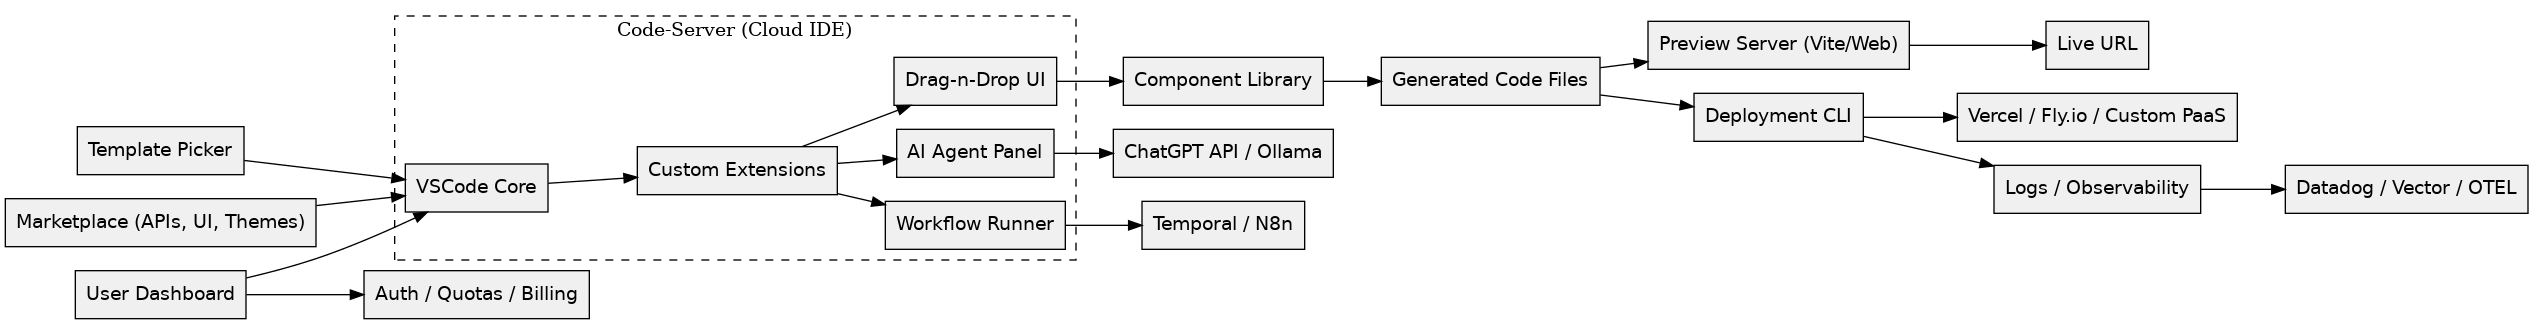 Code-Server (Cloud IDE)
Template Picker
Marketplace (APIs, UI, Themes)
User Dashboard
VSCode Core
Auth / Quotas / Billing
Custom Extensions
Drag-n-Drop UI
AI Agent Panel
Workflow Runner
Component Library
ChatGPT API / Ollama
Temporal / N8n
Generated Code Files
Preview Server (Vite/Web)
Deployment CLI
Live URL
Vercel / Fly.io / Custom PaaS
Logs / Observability
Datadog / Vector / OTEL